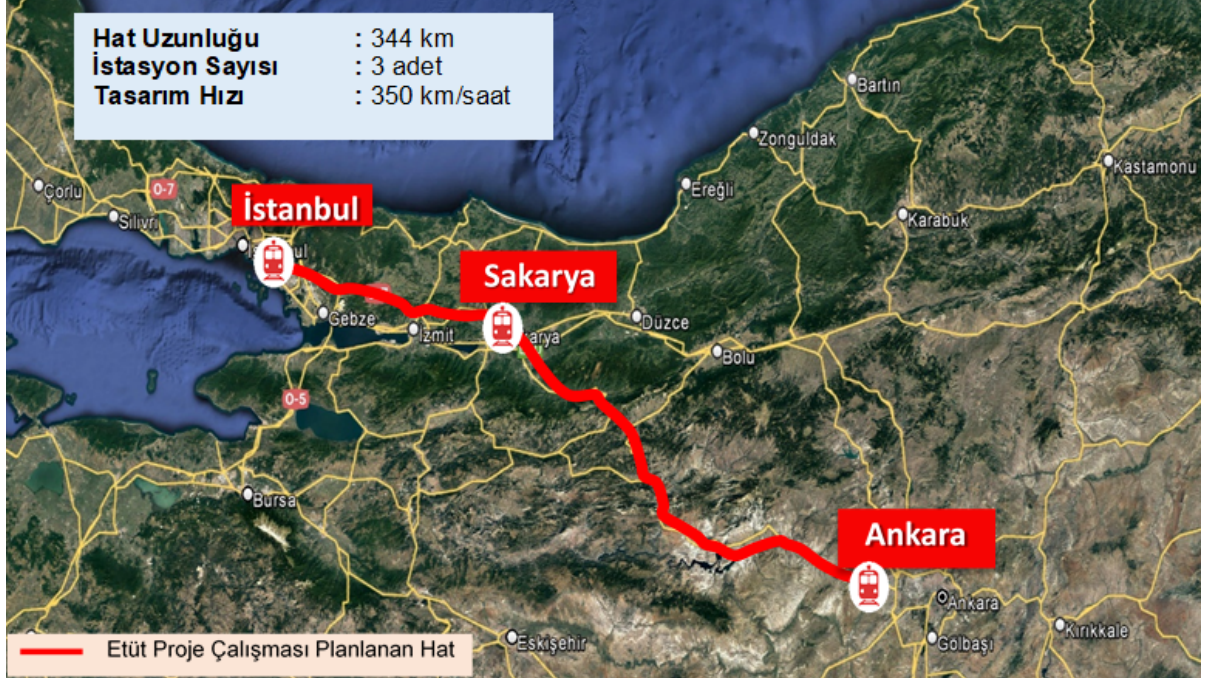 Hat Uzunluğu : 344 km
İstasyon Sayısı : 3 adet
Tasarım Hızı : 350 km/saat
Bartın
Zonguldak
Kastamonu
Çorlu
O-7
Ereğli
İstanbul
Silivri
Karabük
Sakarya
Gebze
İzmit
Düzce
Bolu
O-5
Bursa
Ankara
Ankara
Kırıkkale
Eskişehir
Gölbaşı
Etüt Proje Çalışması Planlanan Hat